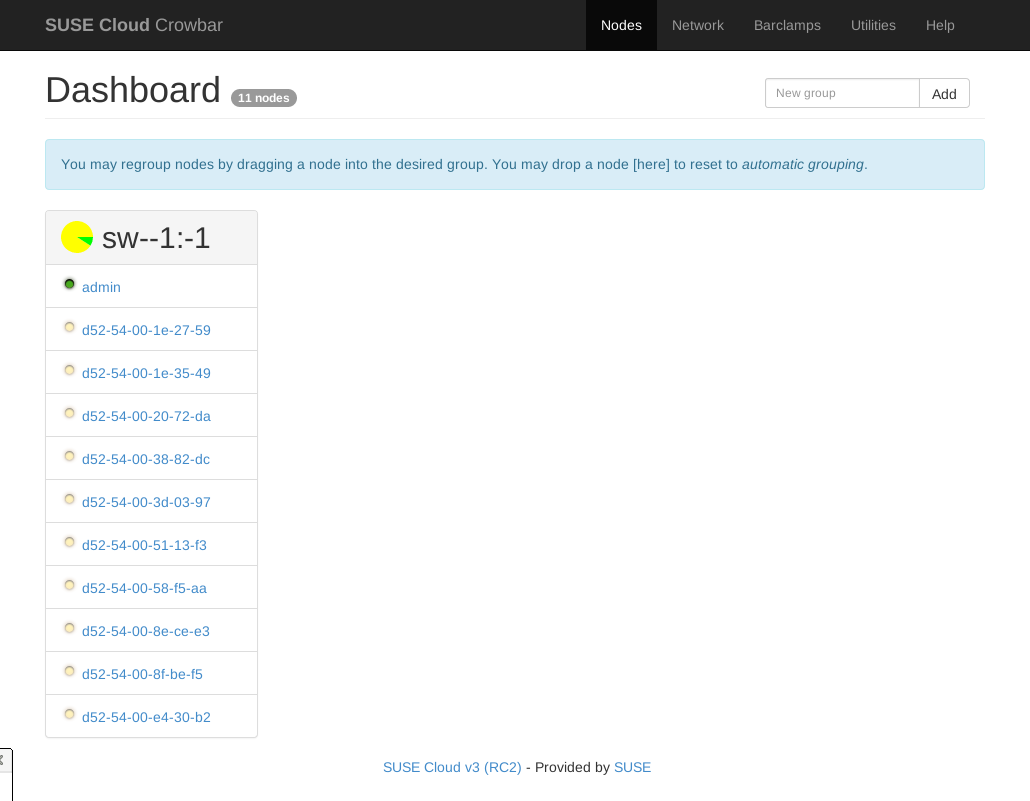 SUSE Cloud Crowbar
Nodes
Network
Barclamps
Utilities
Help
Dashboard 11 nodes
New group
Add
You may regroup nodes by dragging a node into the desired group. You may drop a node [here] to reset to automatic grouping.
sw--1:-1
admin
d52-54-00-1e-27-59
d52-54-00-1e-35-49
d52-54-00-20-72-da
d52-54-00-38-82-dc
d52-54-00-3d-03-97
d52-54-00-51-13-f3
d52-54-00-58-f5-aa
d52-54-00-8e-ce-e3
d52-54-00-8f-be-f5
d52-54-00-e4-30-b2
SUSE Cloud v3 (RC2) - Provided by SUSE